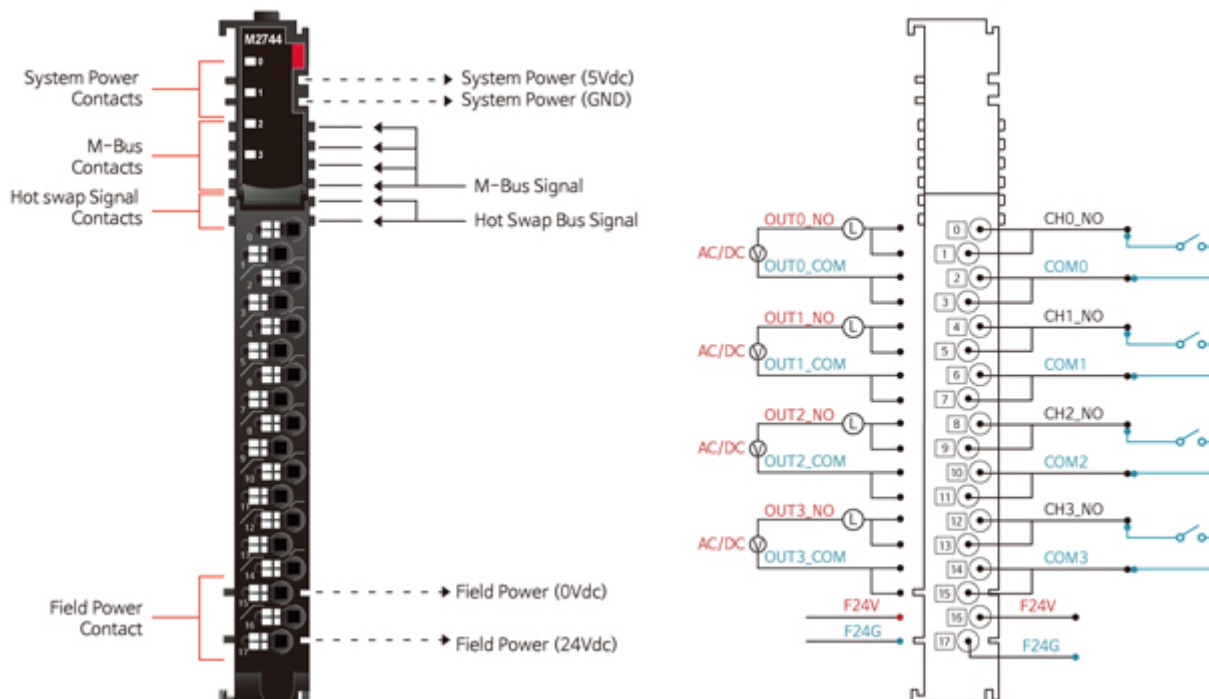 M2744
0
1
2
3
System Power
Contacts
M-Bus
Contacts
Hot swap Signal
Contacts
System Power (5Vdc)
System Power (GND)
M-Bus Signal
Hot Swap Bus Signal
0
1
2
3
4
5
6
7
8
9
10
11
12
13
14
15
16
17
Field Power
Contact
Field Power (0Vdc)
Field Power (24Vdc)
AC/DC V OUT0_NO L
OUT0_COM
AC/DC V OUT1_NO L
OUT1_COM
AC/DC V OUT2_NO L
OUT2_COM
AC/DC V OUT3_NO L
OUT3_COM
F24V
F24G
0
1
2
3
4
5
6
7
8
9
10
11
12
13
14
15
16
17
CH0_NO
COM0
CH1_NO
COM1
CH2_NO
COM2
CH3_NO
COM3
F24V
F24G